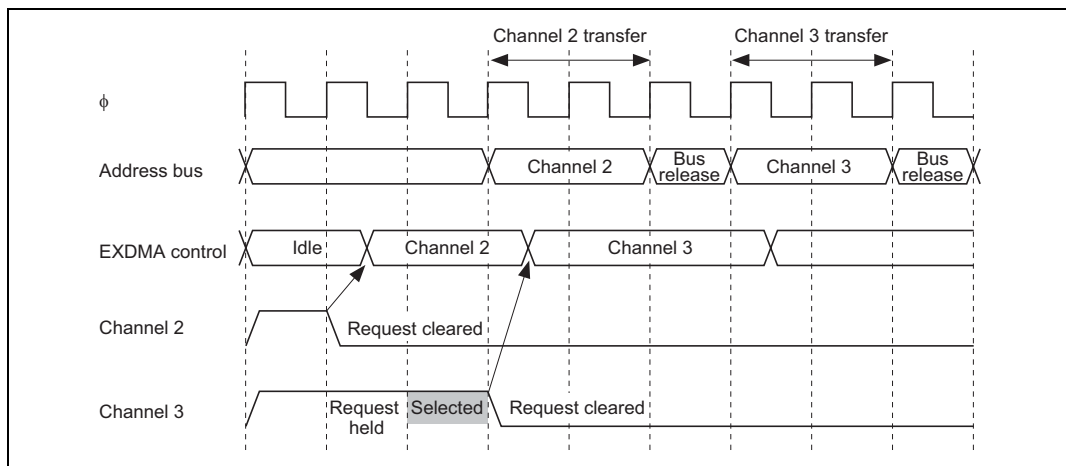 Channel 2 transfer
Channel 3 transfer
ϕ
Address bus
Channel 2
Bus
release
Channel 3
Bus
release
EXDMA control
Idle
Channel 2
Channel 3
Channel 2
Request cleared
Channel 3
Request
held
Selected
Request cleared